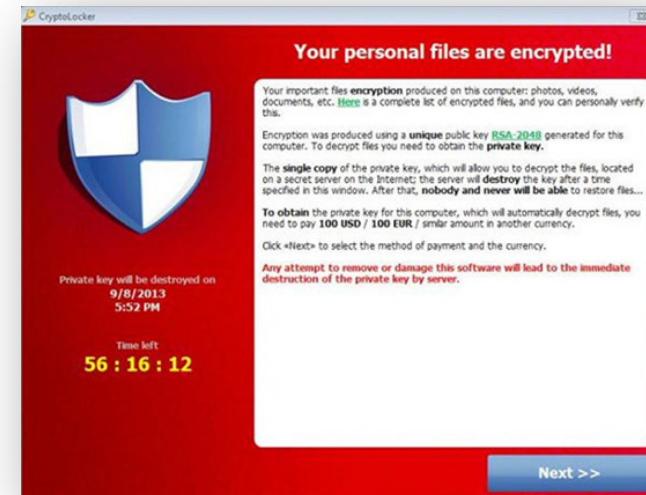 CryptoLocker
Your personal files are encrypted!
Your important files encryption produced on this computer: photos, videos,
documents, etc. Here is a complete list of encrypted files, and you can personally verify
this.
Encryption was produced using a unique public key RSA-2048 generated for this
computer. To decrypt files you need to obtain the private key.
The single copy of the private key, which will allow you to decrypt the files, located
on a secret server on the Internet; the server will destroy the key after a time
specified in this window. After that, nobody and never will be able to restore files...
To obtain the private key for this computer, which will automatically decrypt files, you
need to pay 100 USD / 100 EUR / similar amount in another currency.
Click «Next» to select the method of payment and the currency.
Any attempt to remove or damage this software will lead to the immediate
destruction of the private key by server.
Private key will be destroyed on
9/8/2013
5:52 PM
Time left
56 : 16 : 12
Next >>